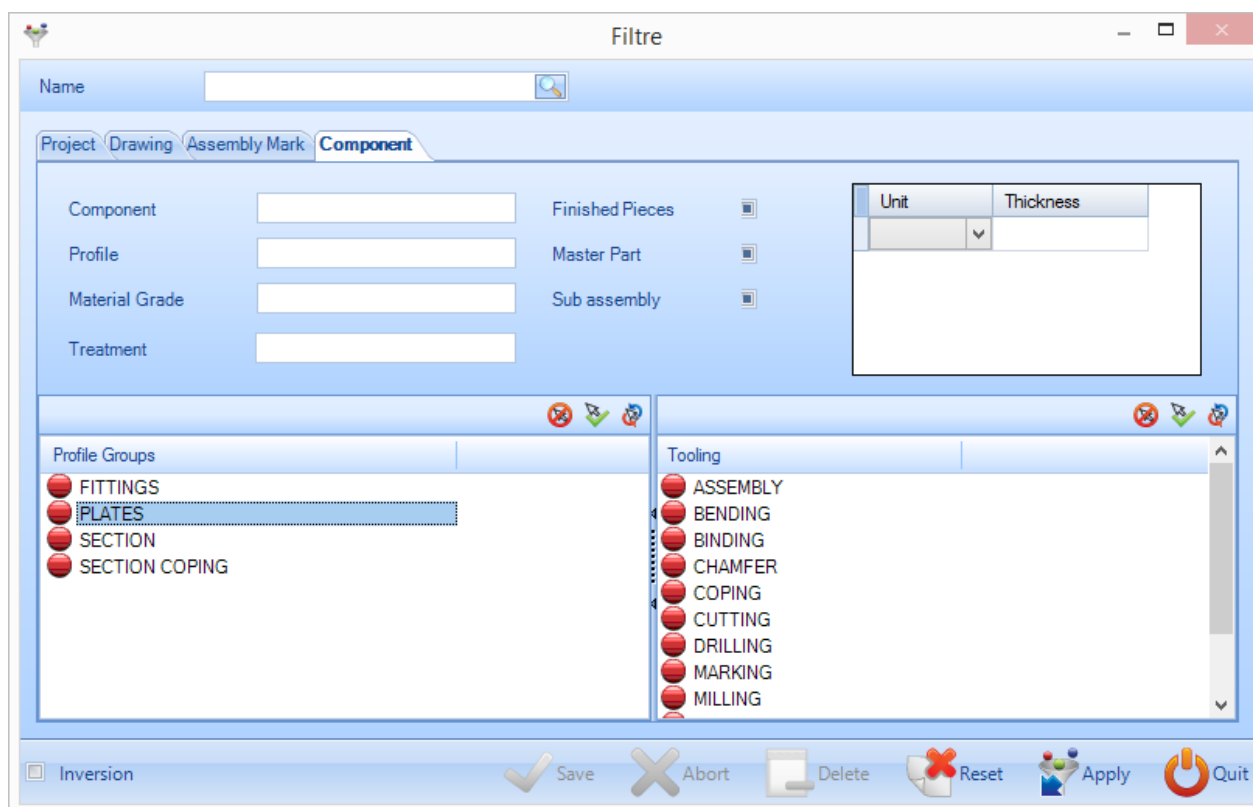 Filtre
Name
Project Drawing Assembly Mark Component
Component
Finished Pieces
Unit Thickness
Profile
Master Part
Material Grade
Sub assembly
Treatment
Profile Groups
FITTINGS
PLATES
SECTION
SECTION COPING
Tooling
ASSEMBLY
BENDING
BINDING
CHAMFER
COPING
CUTTING
DRILLING
MARKING
MILLING
Inversion Save Abort Delete Reset Apply Quit